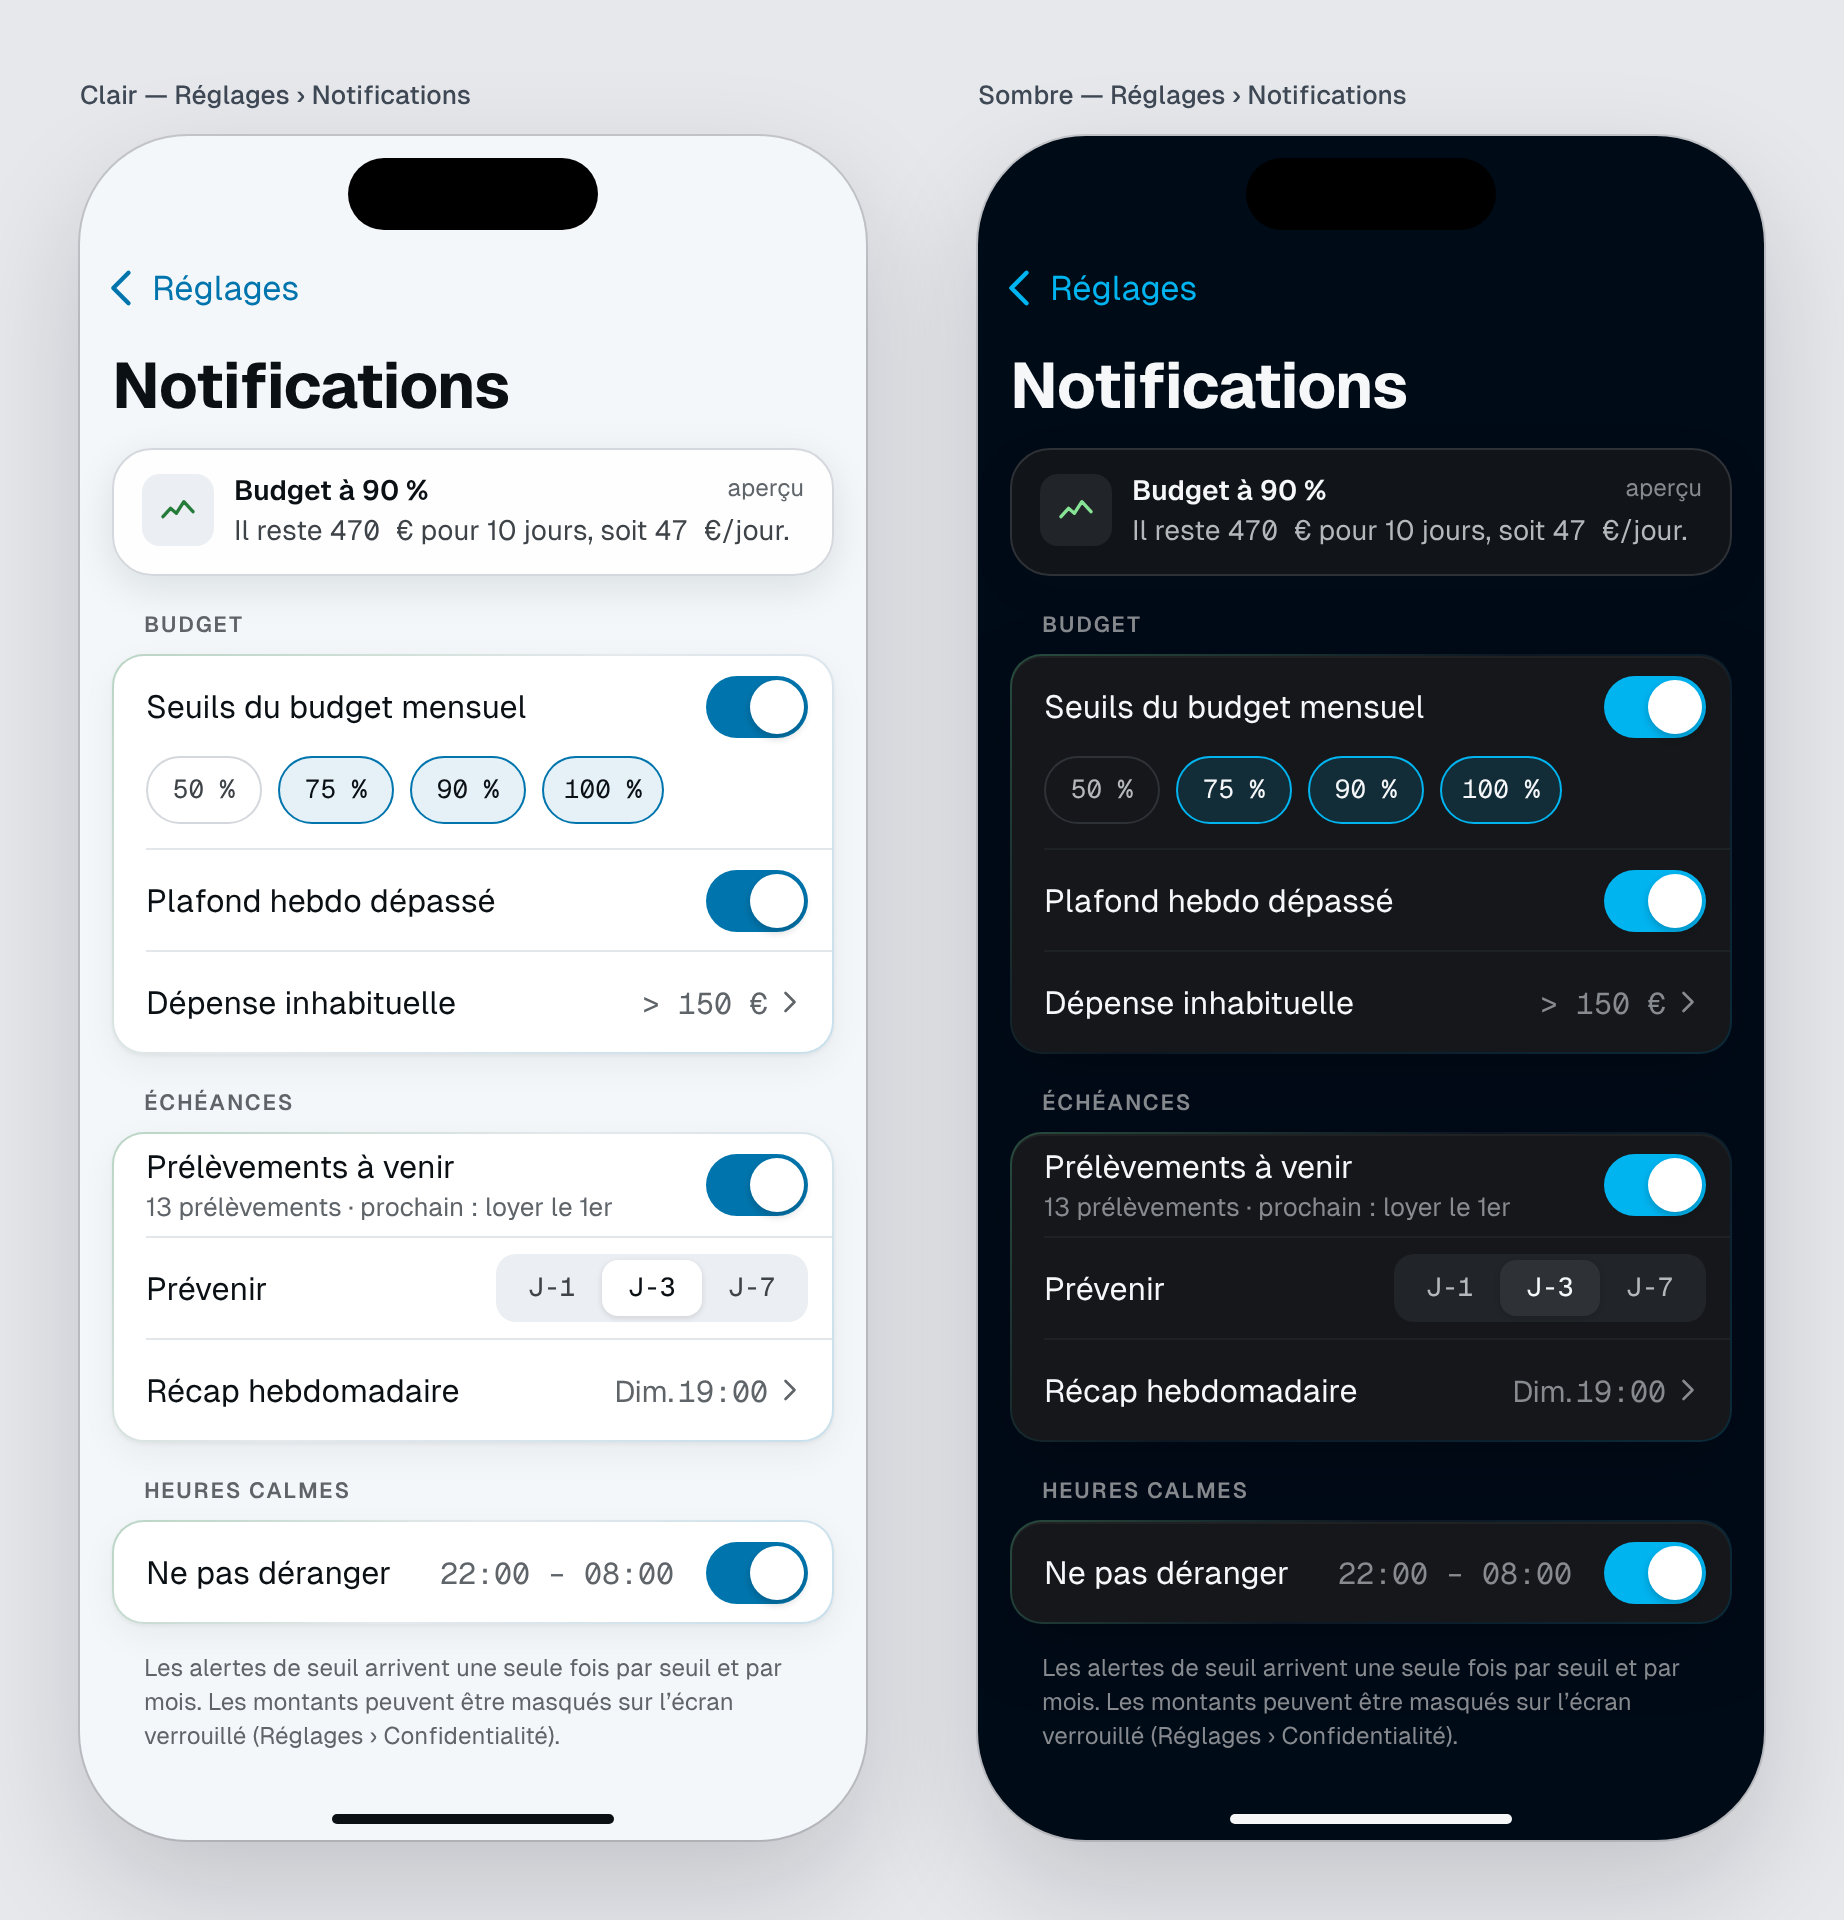 Clair — Réglages › Notifications
Réglages
Notifications
Budget à 90 %
aperçu
Il reste 470 € pour 10 jours, soit 47 €/jour.
BUDGET
Seuils du budget mensuel
50 % 75 % 90 % 100 %
Plafond hebdo dépassé
Dépense inhabituelle > 150 €
ÉCHÉANCES
Prélèvements à venir
13 prélèvements · prochain : loyer le 1er
Prévenir J-1 J-3 J-7
Récap hebdomadaire Dim. 19:00
HEURES CALMES
Ne pas déranger 22:00 – 08:00
Les alertes de seuil arrivent une seule fois par seuil et par
mois. Les montants peuvent être masqués sur l’écran
verrouillé (Réglages › Confidentialité).
Sombre — Réglages › Notifications
Réglages
Notifications
Budget à 90 %
aperçu
Il reste 470 € pour 10 jours, soit 47 €/jour.
BUDGET
Seuils du budget mensuel
50 % 75 % 90 % 100 %
Plafond hebdo dépassé
Dépense inhabituelle > 150 €
ÉCHÉANCES
Prélèvements à venir
13 prélèvements · prochain : loyer le 1er
Prévenir J-1 J-3 J-7
Récap hebdomadaire Dim. 19:00
HEURES CALMES
Ne pas déranger 22:00 – 08:00
Les alertes de seuil arrivent une seule fois par seuil et par
mois. Les montants peuvent être masqués sur l’écran
verrouillé (Réglages › Confidentialité).